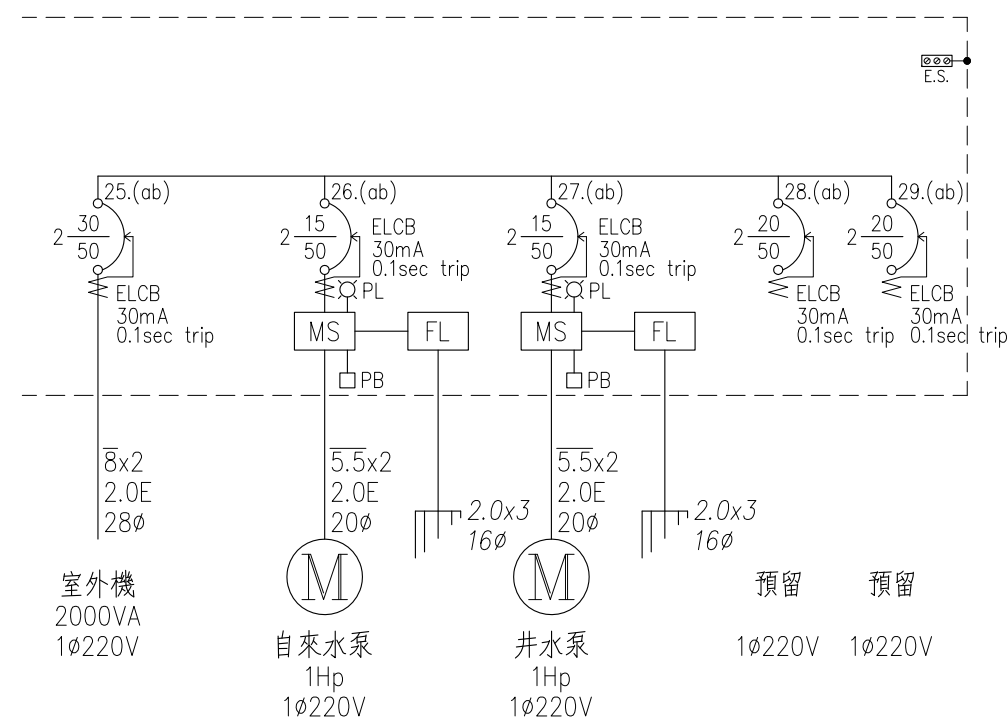 E.S.
25.(ab)
26.(ab)
27.(ab)
28.(ab)
29.(ab)
2 30
50
2 15
50
2 15
50
2 20
50
2 20
50
ELCB
30mA
0.1sec trip
ELCB
30mA
0.1sec trip
ELCB
30mA
0.1sec trip
ELCB
30mA
0.1sec trip
ELCB
30mA
0.1sec trip
PL
PL
MS
FL
MS
FL
PB
PB
8x2
2.0E
28ø
5.5x2
2.0E
20ø
2.0x3
16ø
5.5x2
2.0E
20ø
2.0x3
16ø
M
M
室外機
2000VA
1ø220V
自來水泵
1Hp
1ø220V
井水泵
1Hp
1ø220V
預留
1ø220V
預留
1ø220V